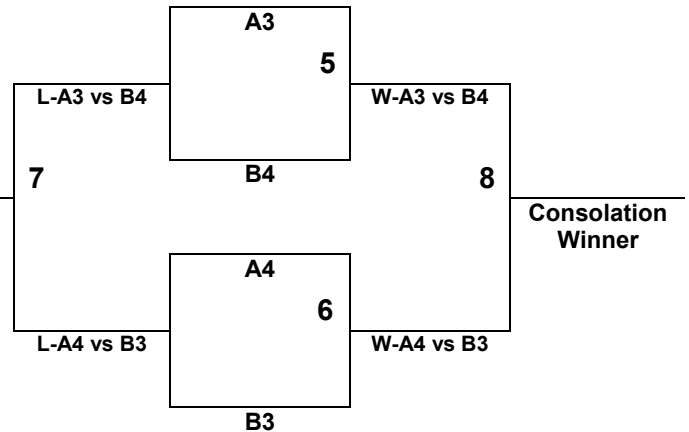 A3
5
L-A3 vs B4
W-A3 vs B4
B4
7
8
Consolation
Winner
A4
6
L-A4 vs B3
W-A4 vs B3
B3